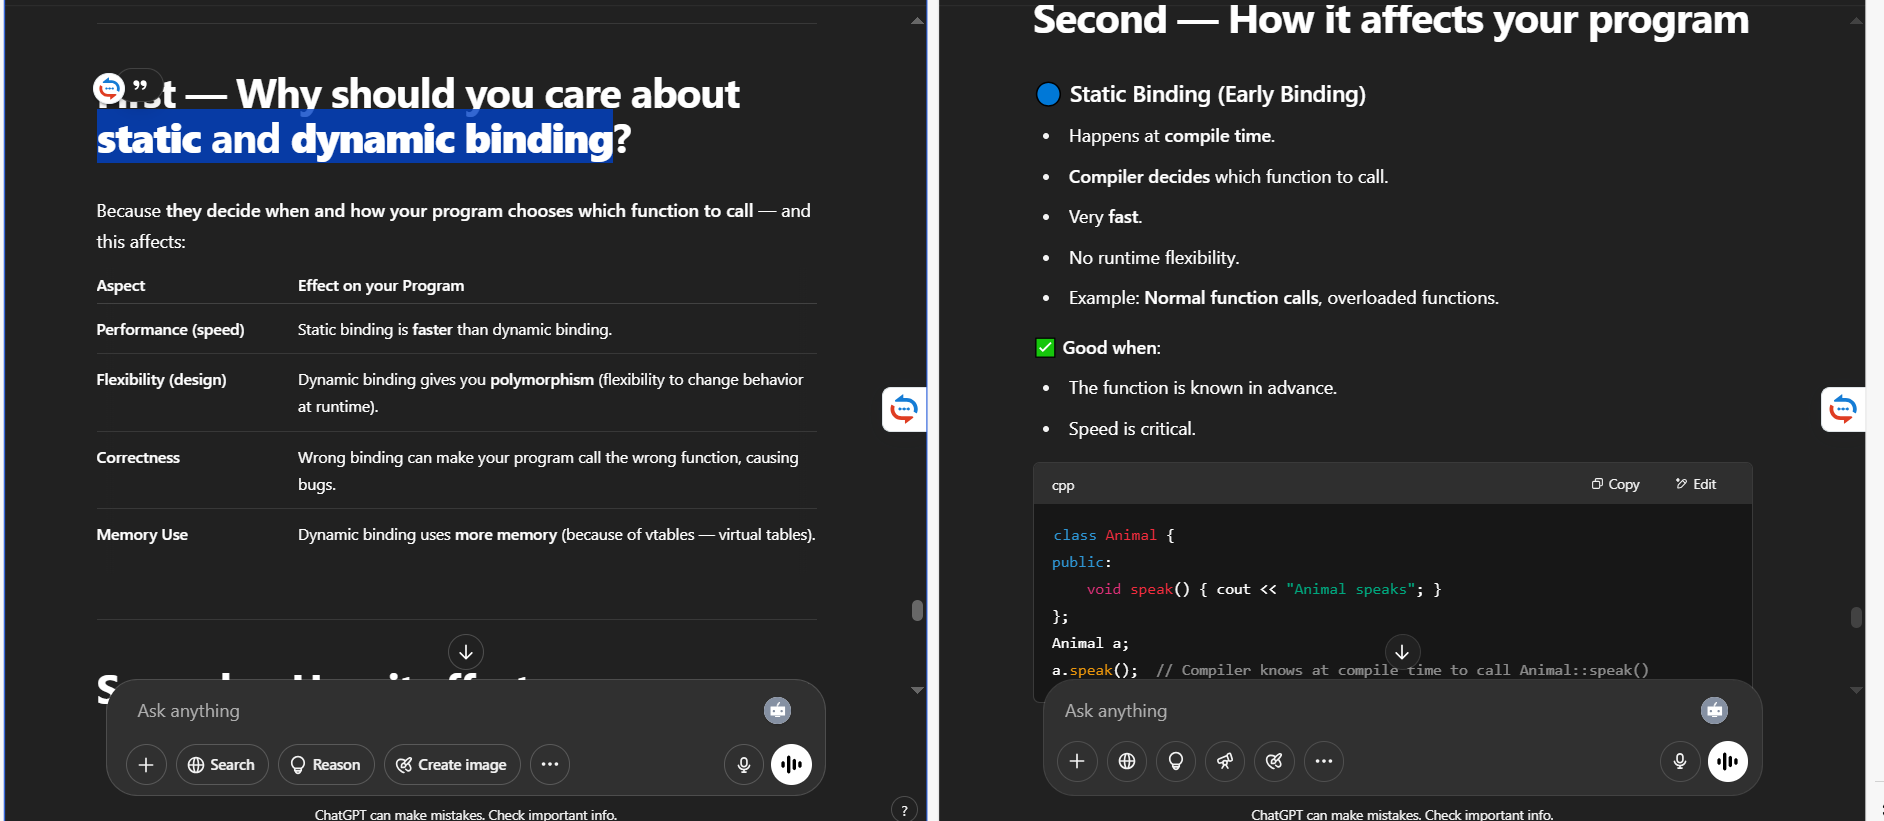 First — Why should you care about
static and dynamic binding?
Because they decide when and how your program chooses which function to call — and
this affects:
Aspect Effect on your Program
Performance (speed) Static binding is faster than dynamic binding.
Flexibility (design) Dynamic binding gives you polymorphism (flexibility to change behavior
at runtime).
Correctness Wrong binding can make your program call the wrong function, causing
bugs.
Memory Use Dynamic binding uses more memory (because of vtables — virtual tables).
Ask anything
Search Reason Create image
ChatGPT can make mistakes. Check important info.
?
Second — How it affects your program
Static Binding (Early Binding)
• Happens at compile time.
• Compiler decides which function to call.
• Very fast.
• No runtime flexibility.
• Example: Normal function calls, overloaded functions.
✅ Good when:
• The function is known in advance.
• Speed is critical.
cpp Copy Edit
class Animal {
public:
    void speak() { cout << "Animal speaks"; }
};
Animal a;
a.speak();  // Compiler knows at compile time to call Animal::speak()
Ask anything
ChatGPT can make mistakes. Check important info.